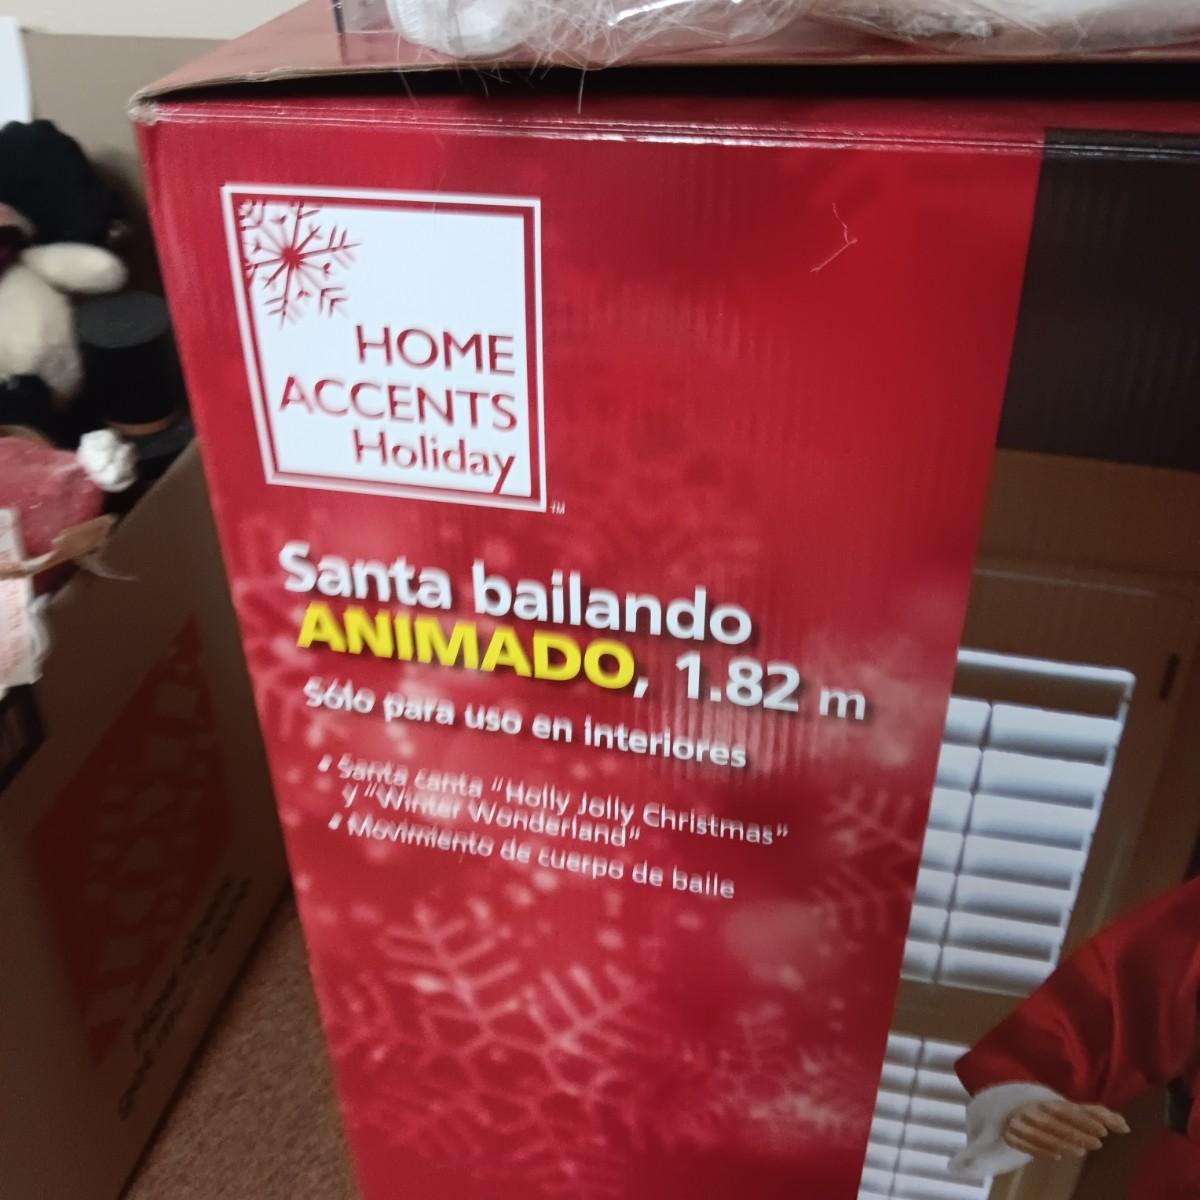 HOME
ACCENTS
Holiday
TM
Santa bailando
ANIMADO, 1.82 m
Sólo para uso en interiores
• Santa canta "Holly Jolly Christmas"
y "Winter Wonderland"
• Movimiento de cuerpo de baile